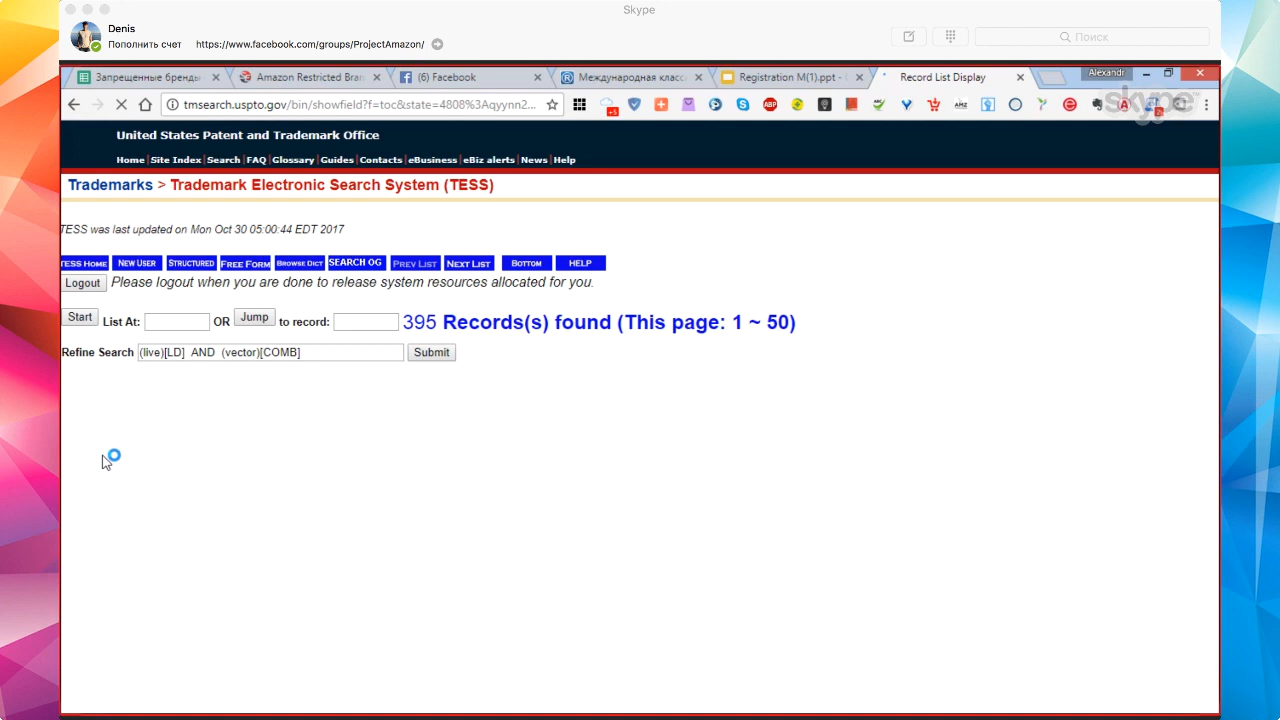 Skype
Denis
Пополнить счет https://www.facebook.com/groups/ProjectAmazon/
Поиск
Запрещенные бренды Amazon Restricted Bran (6) Facebook Международная класс Registration M(1).ppt - Record List Display Alexandr
tmsearch.uspto.gov/bin/showfield?f=toc&state=4808%3Aqyynn2...
skype™
United States Patent and Trademark Office
Home | Site Index | Search | FAQ | Glossary | Guides | Contacts | eBusiness | eBiz alerts | News | Help
Trademarks > Trademark Electronic Search System (TESS)
TESS was last updated on Mon Oct 30 05:00:44 EDT 2017
TESS HOME NEW USER STRUCTURED FREE FORM BROWSE DICT SEARCH OG PREV LIST NEXT LIST BOTTOM HELP
Logout Please logout when you are done to release system resources allocated for you.
Start List At: OR Jump to record: 395 Records(s) found (This page: 1 ~ 50)
Refine Search (live)[LD] AND (vector)[COMB] Submit